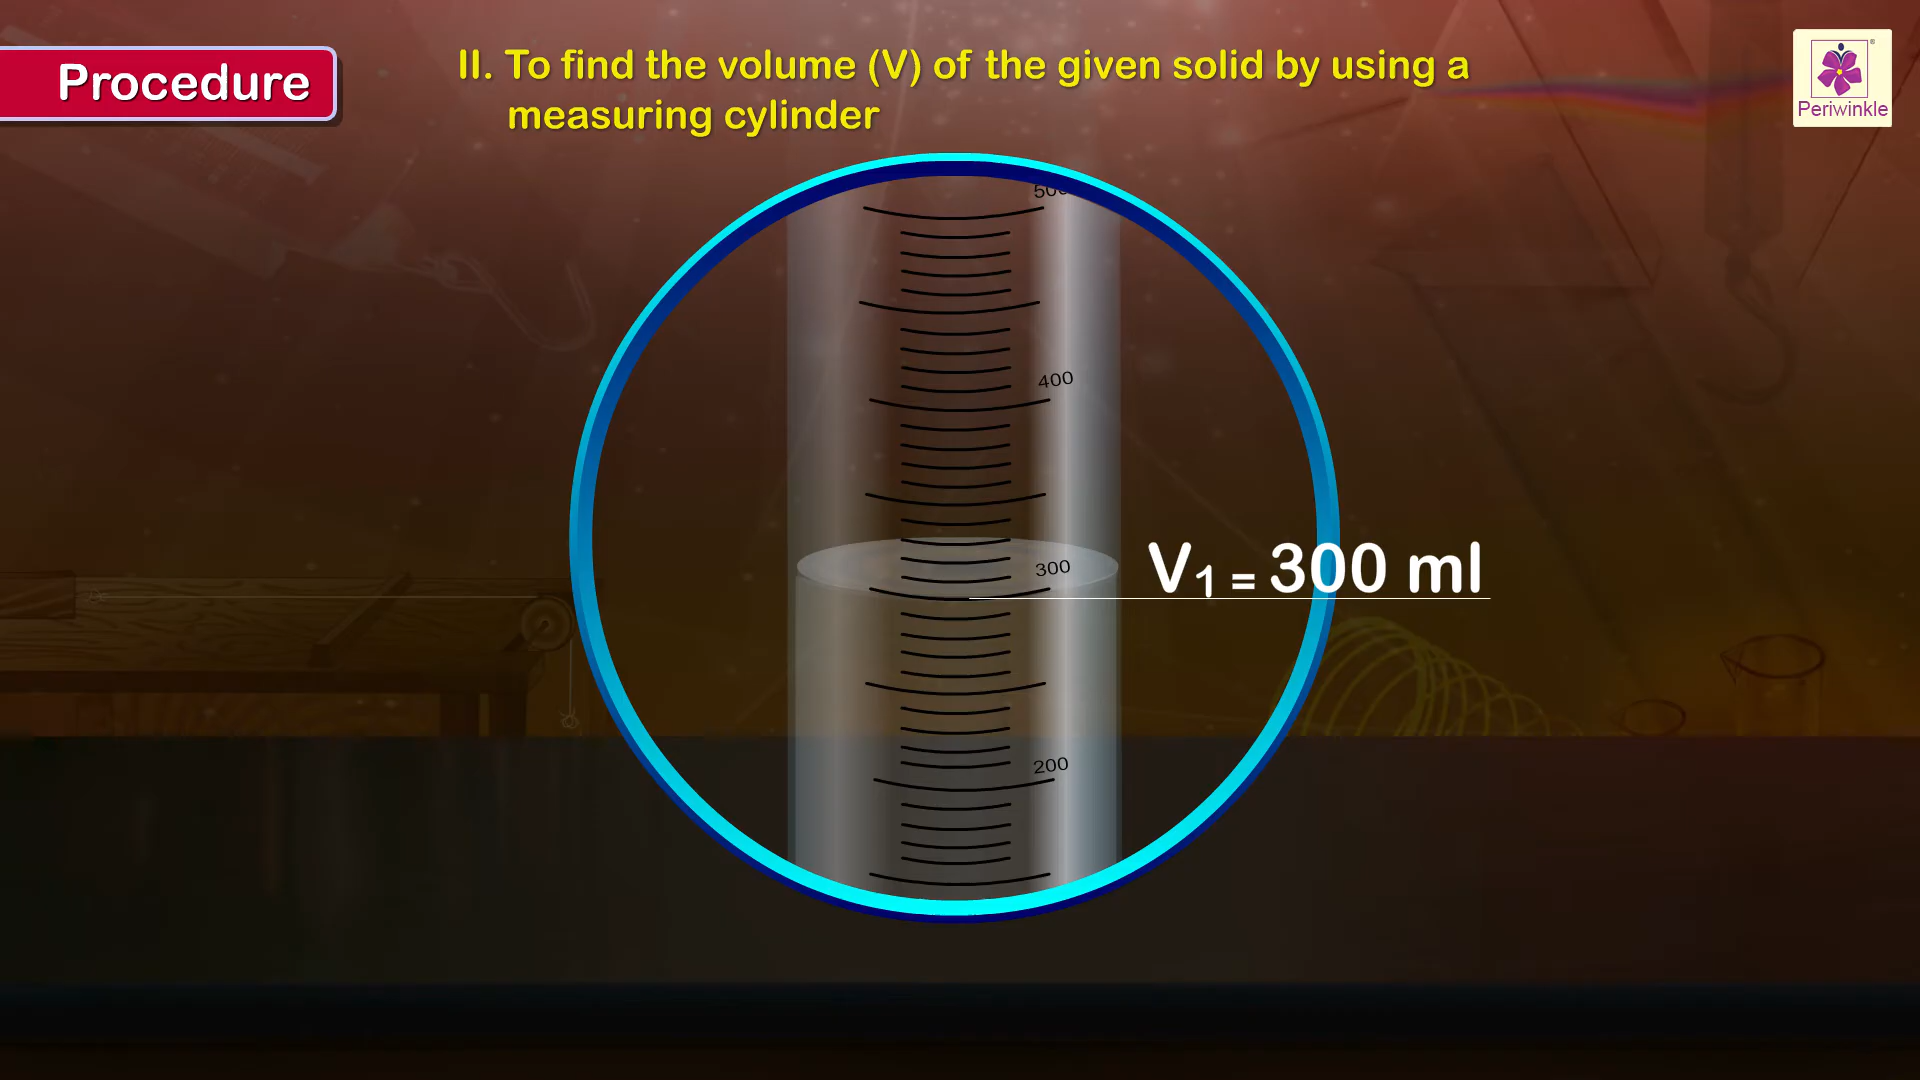 Procedure
II. To find the volume (V) of the given solid by using a
measuring cylinder
Periwinkle
400
300
V1 = 300 ml
200